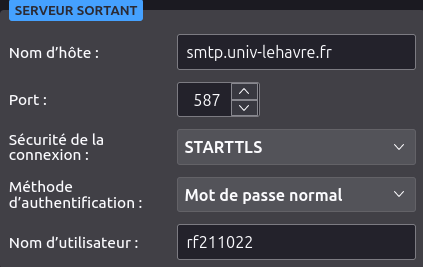 SERVEUR SORTANT
Nom d'hôte : smtp.univ-lehavre.fr
Port : 587
Sécurité de la
connexion : STARTTLS
Méthode
d'authentification : Mot de passe normal
Nom d'utilisateur : rf211022